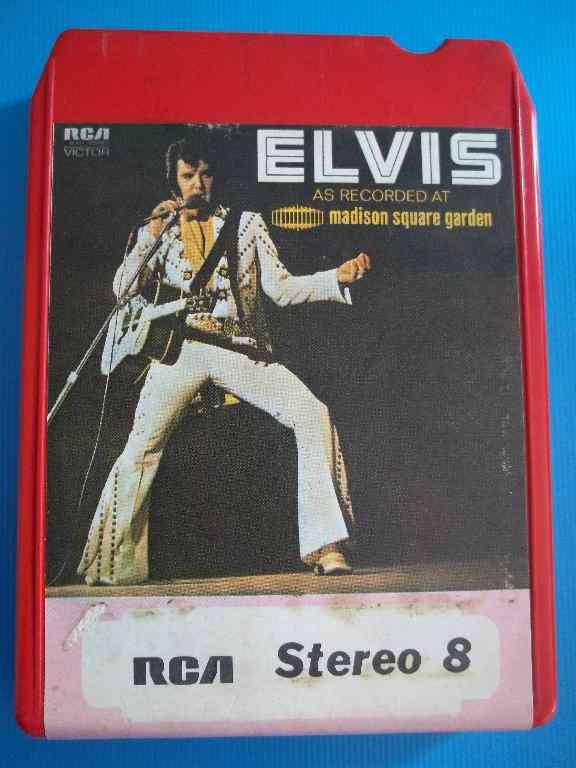 RCA
VICTOR
ELVIS
AS RECORDED AT
madison square garden
RCA Stereo 8